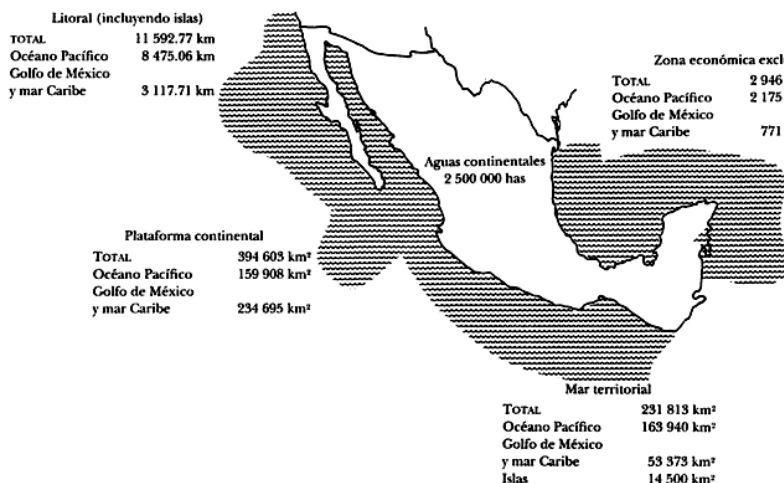 Litoral (incluyendo islas)
TOTAL 11 592.77 km
Océano Pacífico 8 475.06 km
Golfo de México
y mar Caribe 3 117.71 km
Zona económica excl
TOTAL 2 946
Océano Pacífico 2 175
Golfo de México
y mar Caribe 771
Aguas continentales
2 500 000 has
Plataforma continental
TOTAL 394 603 km²
Océano Pacífico 159 908 km²
Golfo de México
y mar Caribe 234 695 km²
Mar territorial
TOTAL 231 813 km²
Océano Pacífico 163 940 km²
Golfo de México
y mar Caribe 53 373 km²
Islas 14 500 km²